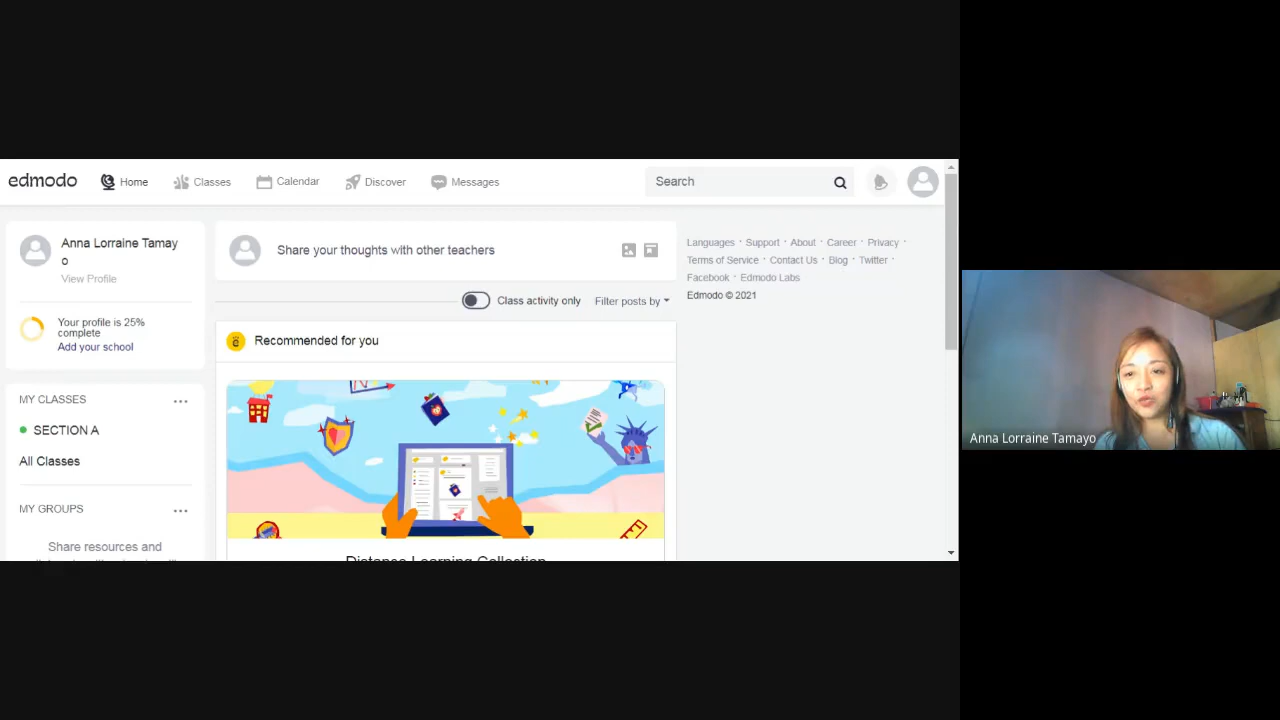 edmodo
Home
Classes
Calendar
Discover
Messages
Search
Anna Lorraine Tamay
o
View Profile
Your profile is 25%
complete
Add your school
MY CLASSES
SECTION A
All Classes
MY GROUPS
Share resources and
Share your thoughts with other teachers
Class activity only
Filter posts by
Recommended for you
Distance Learning Collection
Languages · Support · About · Career · Privacy ·
Terms of Service · Contact Us · Blog · Twitter ·
Facebook · Edmodo Labs
Edmodo © 2021
Anna Lorraine Tamayo